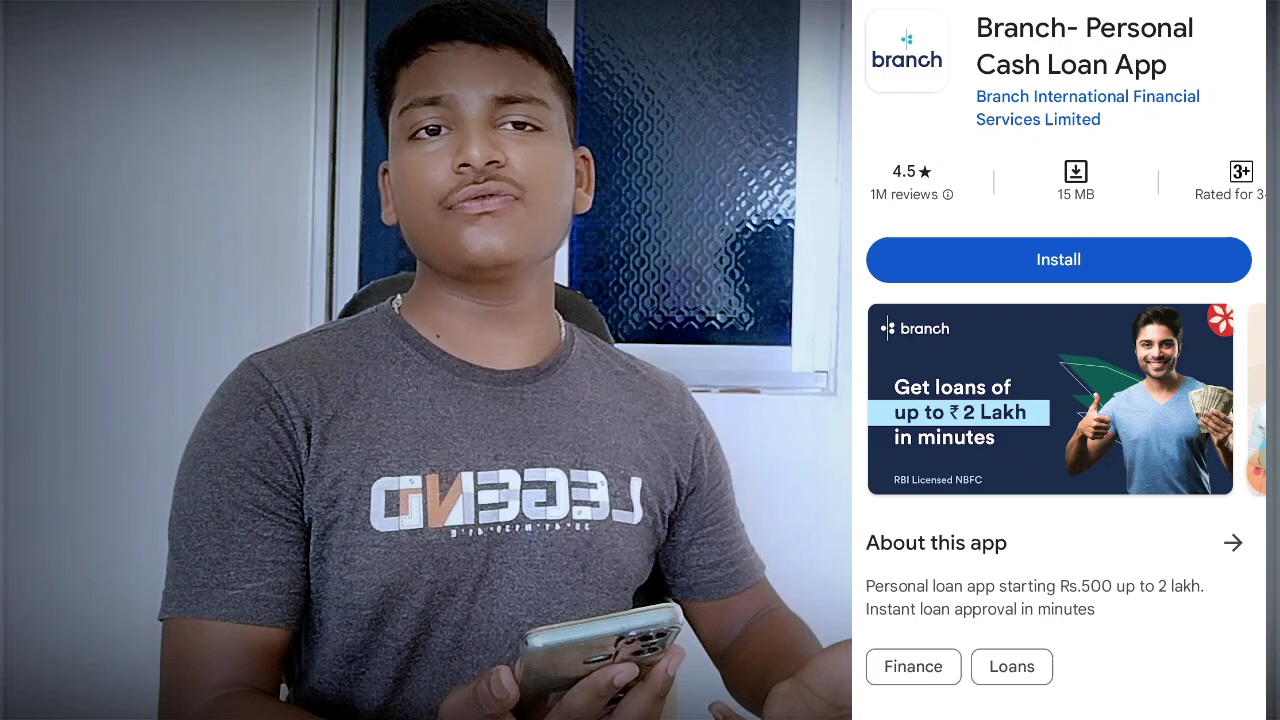 LEGEND
branch
Branch- Personal
Cash Loan App
Branch International Financial
Services Limited
4.5★
1M reviews
15 MB
3+
Rated for 3
Install
branch
Get loans of
up to ₹ 2 Lakh
in minutes
RBI Licensed NBFC
About this app
Personal loan app starting Rs.500 up to 2 lakh.
Instant loan approval in minutes
Finance
Loans